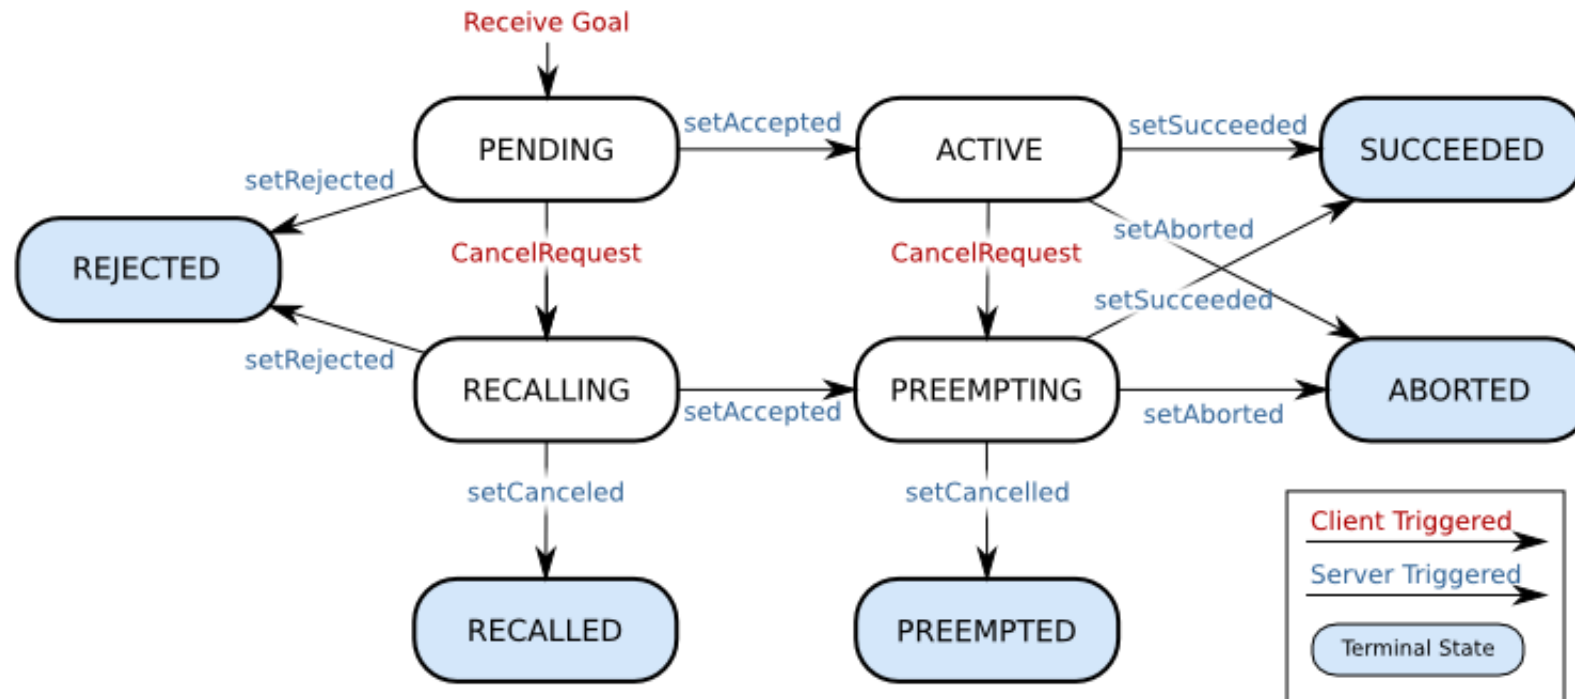 Receive Goal
PENDING
setAccepted
ACTIVE
setSucceeded
SUCCEEDED
setRejected
REJECTED
CancelRequest
CancelRequest
setAborted
setSucceeded
setRejected
RECALLING
setAccepted
PREEMPTING
setAborted
ABORTED
setCanceled
setCancelled
RECALLED
PREEMPTED
Client Triggered
Server Triggered
Terminal State